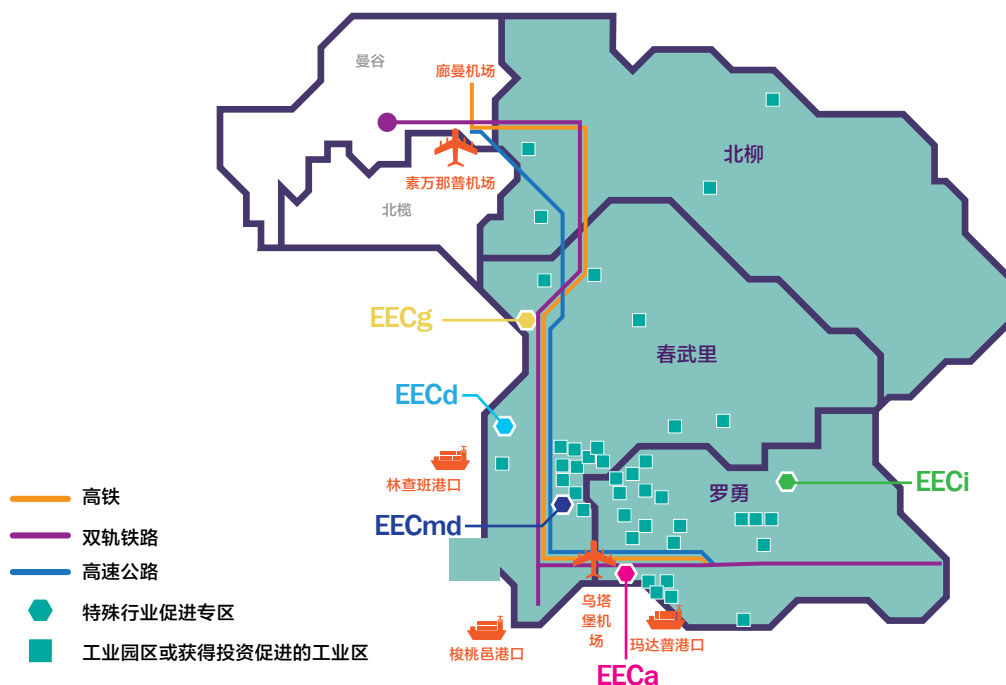 曼谷
廊曼机场
北柳
素万那普机场
北榄
EECg
春武里
EECd
林查班港口
EECi
罗勇
高铁
EECmd
双轨铁路
高速公路
特殊行业促进专区
乌塔
堡机
场
梭桃邑港口
玛达普港口
工业园区或获得投资促进的工业区
EECa